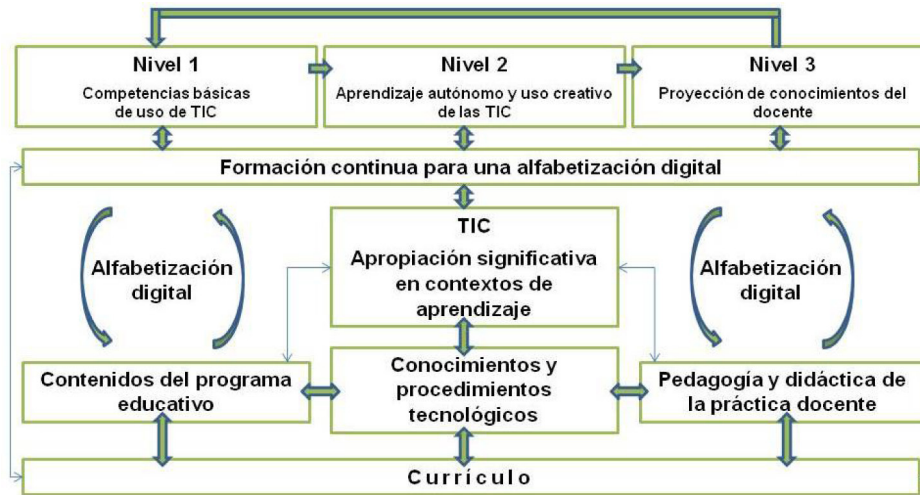 Nivel 1
Competencias básicas
de uso de TIC
Nivel 2
Aprendizaje autónomo y uso creativo
de las TIC
Nivel 3
Proyección de conocimientos del
docente
Formación continua para una alfabetización digital
Alfabetización
digital
TIC
Apropiación significativa
en contextos de
aprendizaje
Alfabetización
digital
Contenidos del programa
educativo
Conocimientos y
procedimientos
tecnológicos
Pedagogía y didáctica de
la práctica docente
Currículo